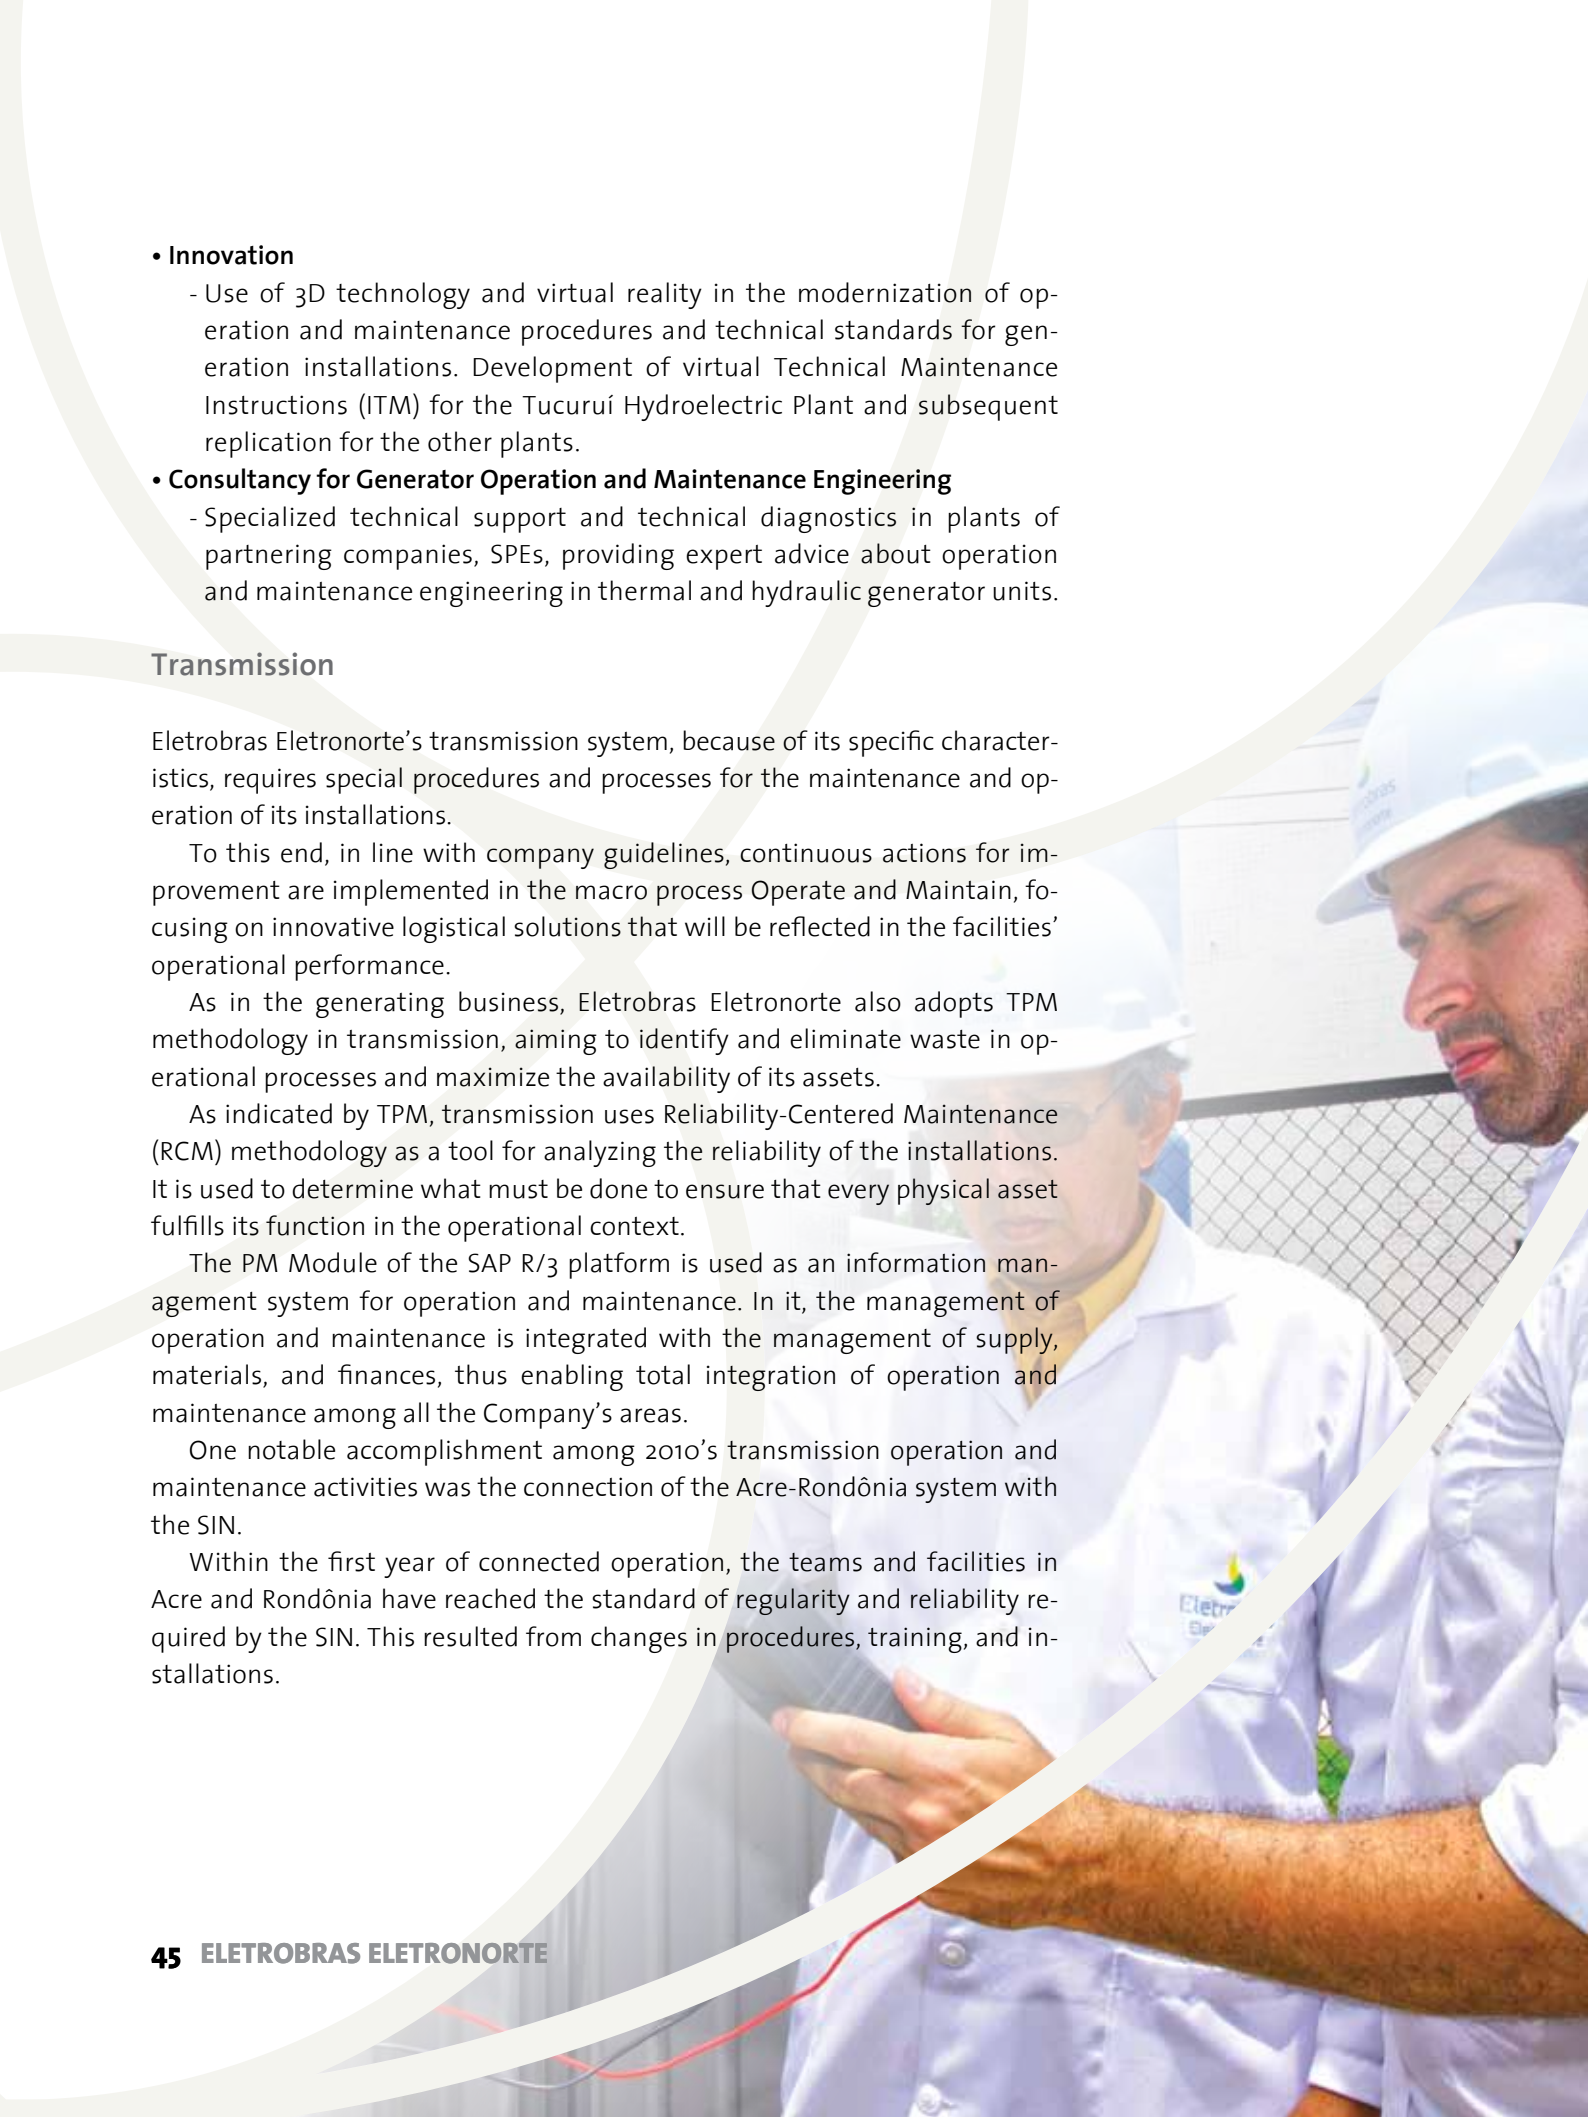 • Innovation
- Use of 3D technology and virtual reality in the modernization of op-
eration and maintenance procedures and technical standards for gen-
eration installations. Development of virtual Technical Maintenance
Instructions (ITM) for the Tucuruí Hydroelectric Plant and subsequent
replication for the other plants.
• Consultancy for Generator Operation and Maintenance Engineering
- Specialized technical support and technical diagnostics in plants of
partnering companies, SPEs, providing expert advice about operation
and maintenance engineering in thermal and hydraulic generator units.
Transmission
Eletrobras Eletronorte’s transmission system, because of its specific character-
istics, requires special procedures and processes for the maintenance and op-
eration of its installations.
To this end, in line with company guidelines, continuous actions for im-
provement are implemented in the macro process Operate and Maintain, fo-
cusing on innovative logistical solutions that will be reflected in the facilities’
operational performance.
As in the generating business, Eletrobras Eletronorte also adopts TPM
methodology in transmission, aiming to identify and eliminate waste in op-
erational processes and maximize the availability of its assets.
As indicated by TPM, transmission uses Reliability-Centered Maintenance
(RCM) methodology as a tool for analyzing the reliability of the installations.
It is used to determine what must be done to ensure that every physical asset
fulfills its function in the operational context.
The PM Module of the SAP R/3 platform is used as an information man-
agement system for operation and maintenance. In it, the management of
operation and maintenance is integrated with the management of supply,
materials, and finances, thus enabling total integration of operation and
maintenance among all the Company’s areas.
One notable accomplishment among 2010’s transmission operation and
maintenance activities was the connection of the Acre-Rondônia system with
the SIN.
Within the first year of connected operation, the teams and facilities in
Acre and Rondônia have reached the standard of regularity and reliability re-
quired by the SIN. This resulted from changes in procedures, training, and in-
stallations.
45 ELETROBRAS ELETRONORTE